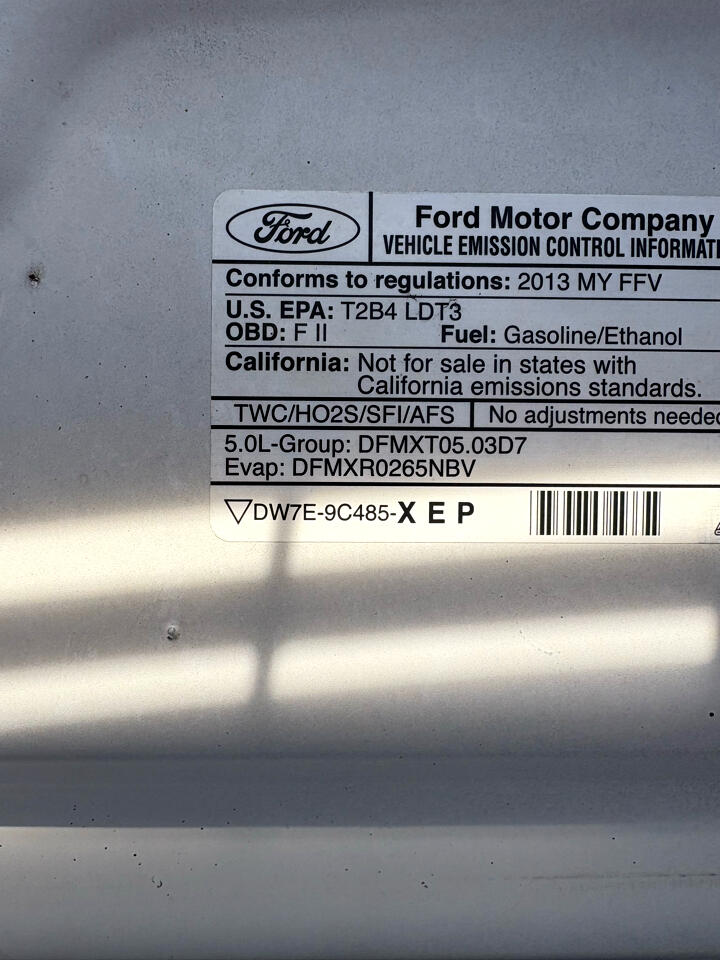 Ford
Ford Motor Company
VEHICLE EMISSION CONTROL
Conforms to regulations: 2013 MY FFV
U.S. EPA: T2B4 LDT3
OBD: F II Fuel: Gasoline/Ethanol
California: Not for sale in states with
California emissions standards.
TWC/HO2S/SFI/AFS No adjustments needed
5.0L-Group: DFMXT05.03D7
Evap: DFMXR0265NBV
▽DW7E-9C485-X E P